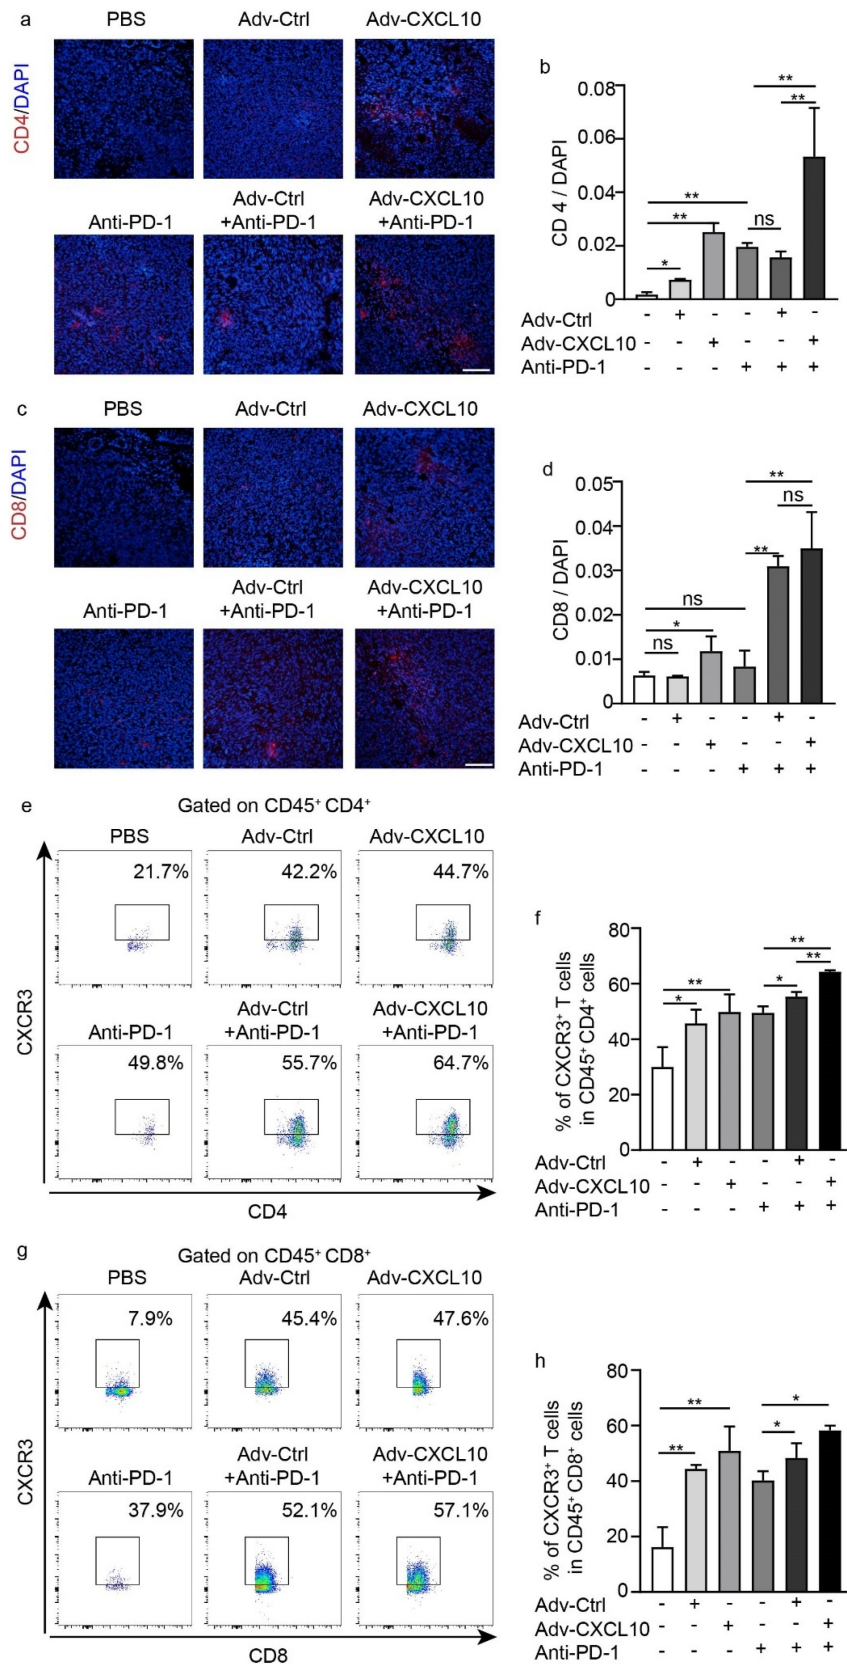 a
PBS Adv-Ctrl Adv-CXCL10
CD4/DAPI
Anti-PD-1 Adv-Ctrl +Anti-PD-1 Adv-CXCL10 +Anti-PD-1
b
CD 4 / DAPI
0.08
0.06
0.04
0.02
0
* ** ** ns ** **
Adv-Ctrl - + - - + -
Adv-CXCL10 - - + - - +
Anti-PD-1 - - - + + +
c
PBS Adv-Ctrl Adv-CXCL10
CD8/DAPI
Anti-PD-1 Adv-Ctrl +Anti-PD-1 Adv-CXCL10 +Anti-PD-1
d
CD8 / DAPI
0.05
0.04
0.03
0.02
0.01
0
ns * ns ** ns **
Adv-Ctrl - + - - + -
Adv-CXCL10 - - + - - +
Anti-PD-1 - - - + + +
e
Gated on CD45⁺ CD4⁺
PBS Adv-Ctrl Adv-CXCL10
21.7% 42.2% 44.7%
Anti-PD-1 Adv-Ctrl +Anti-PD-1 Adv-CXCL10 +Anti-PD-1
49.8% 55.7% 64.7%
CXCR3
CD4
f
% of CXCR3⁺ T cells
in CD45⁺ CD4⁺ cells
80
60
40
20
0
* ** * ** **
Adv-Ctrl - + - - + -
Adv-CXCL10 - - + - - +
Anti-PD-1 - - - + + +
g
Gated on CD45⁺ CD8⁺
PBS Adv-Ctrl Adv-CXCL10
7.9% 45.4% 47.6%
Anti-PD-1 Adv-Ctrl +Anti-PD-1 Adv-CXCL10 +Anti-PD-1
37.9% 52.1% 57.1%
CXCR3
CD8
h
% of CXCR3⁺ T cells
in CD45⁺ CD8⁺ cells
80
60
40
20
0
** ** * *
Adv-Ctrl - + - - + -
Adv-CXCL10 - - + - - +
Anti-PD-1 - - - + + +